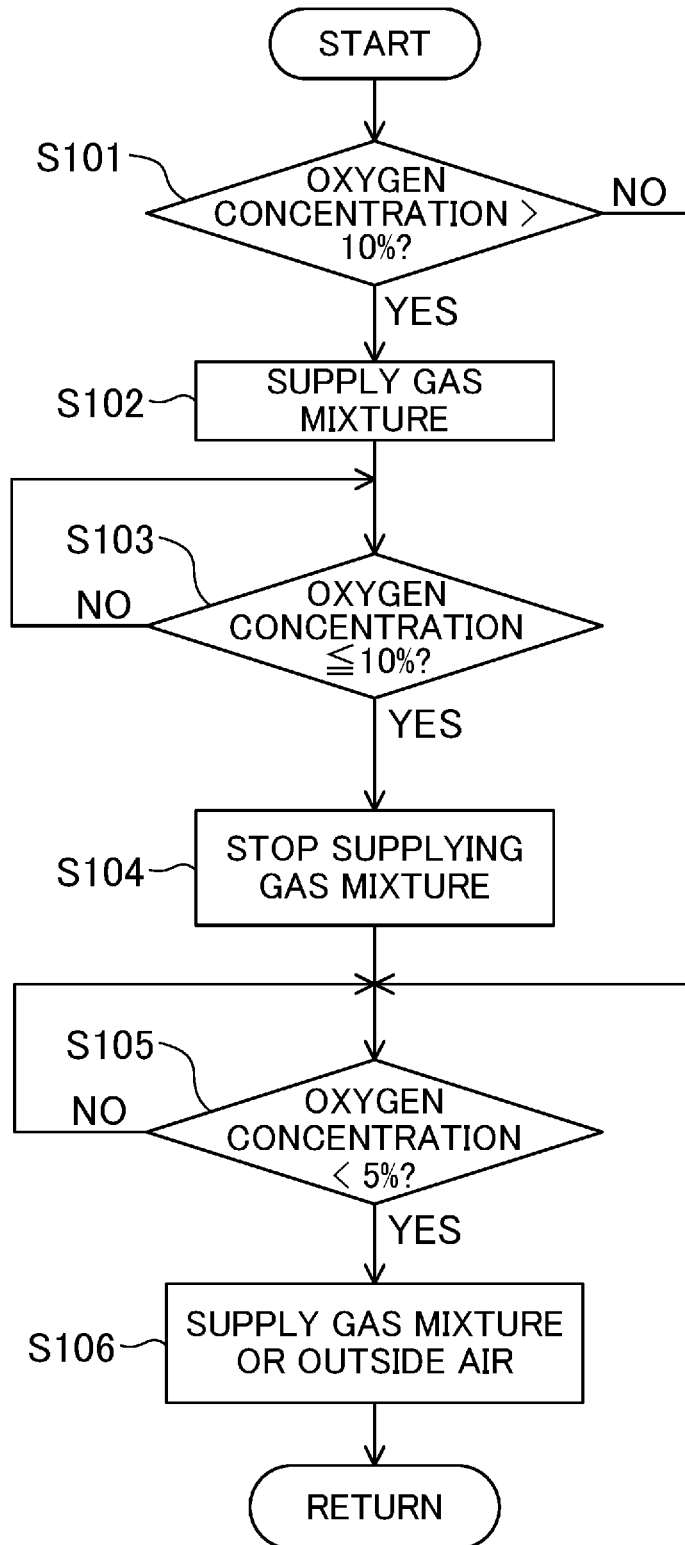 START
S101
OXYGEN
CONCENTRATION >
10%?
NO
YES
S102
SUPPLY GAS
MIXTURE
S103
OXYGEN
CONCENTRATION
≦10%?
NO
YES
S104
STOP SUPPLYING
GAS MIXTURE
S105
OXYGEN
CONCENTRATION
< 5%?
NO
YES
S106
SUPPLY GAS MIXTURE
OR OUTSIDE AIR
RETURN